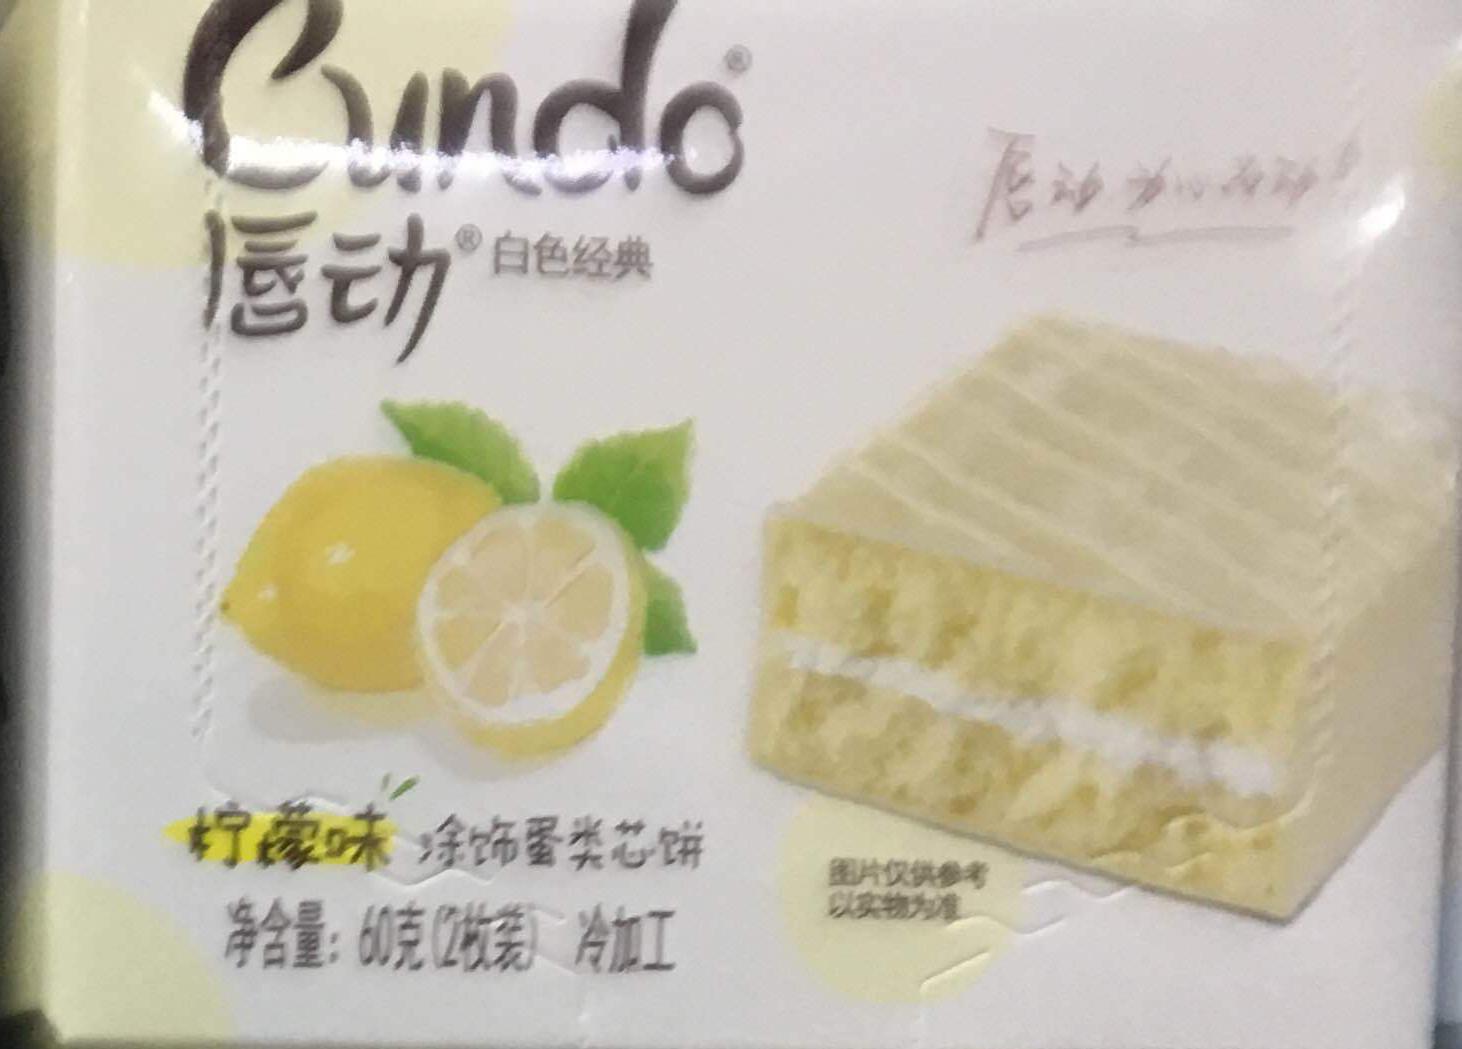 Cundo®
唇动® 白色经典
柠檬味 涂饰蛋类芯饼
净含量：60克(2枚装) 冷加工
图片仅供参考
以实物为准